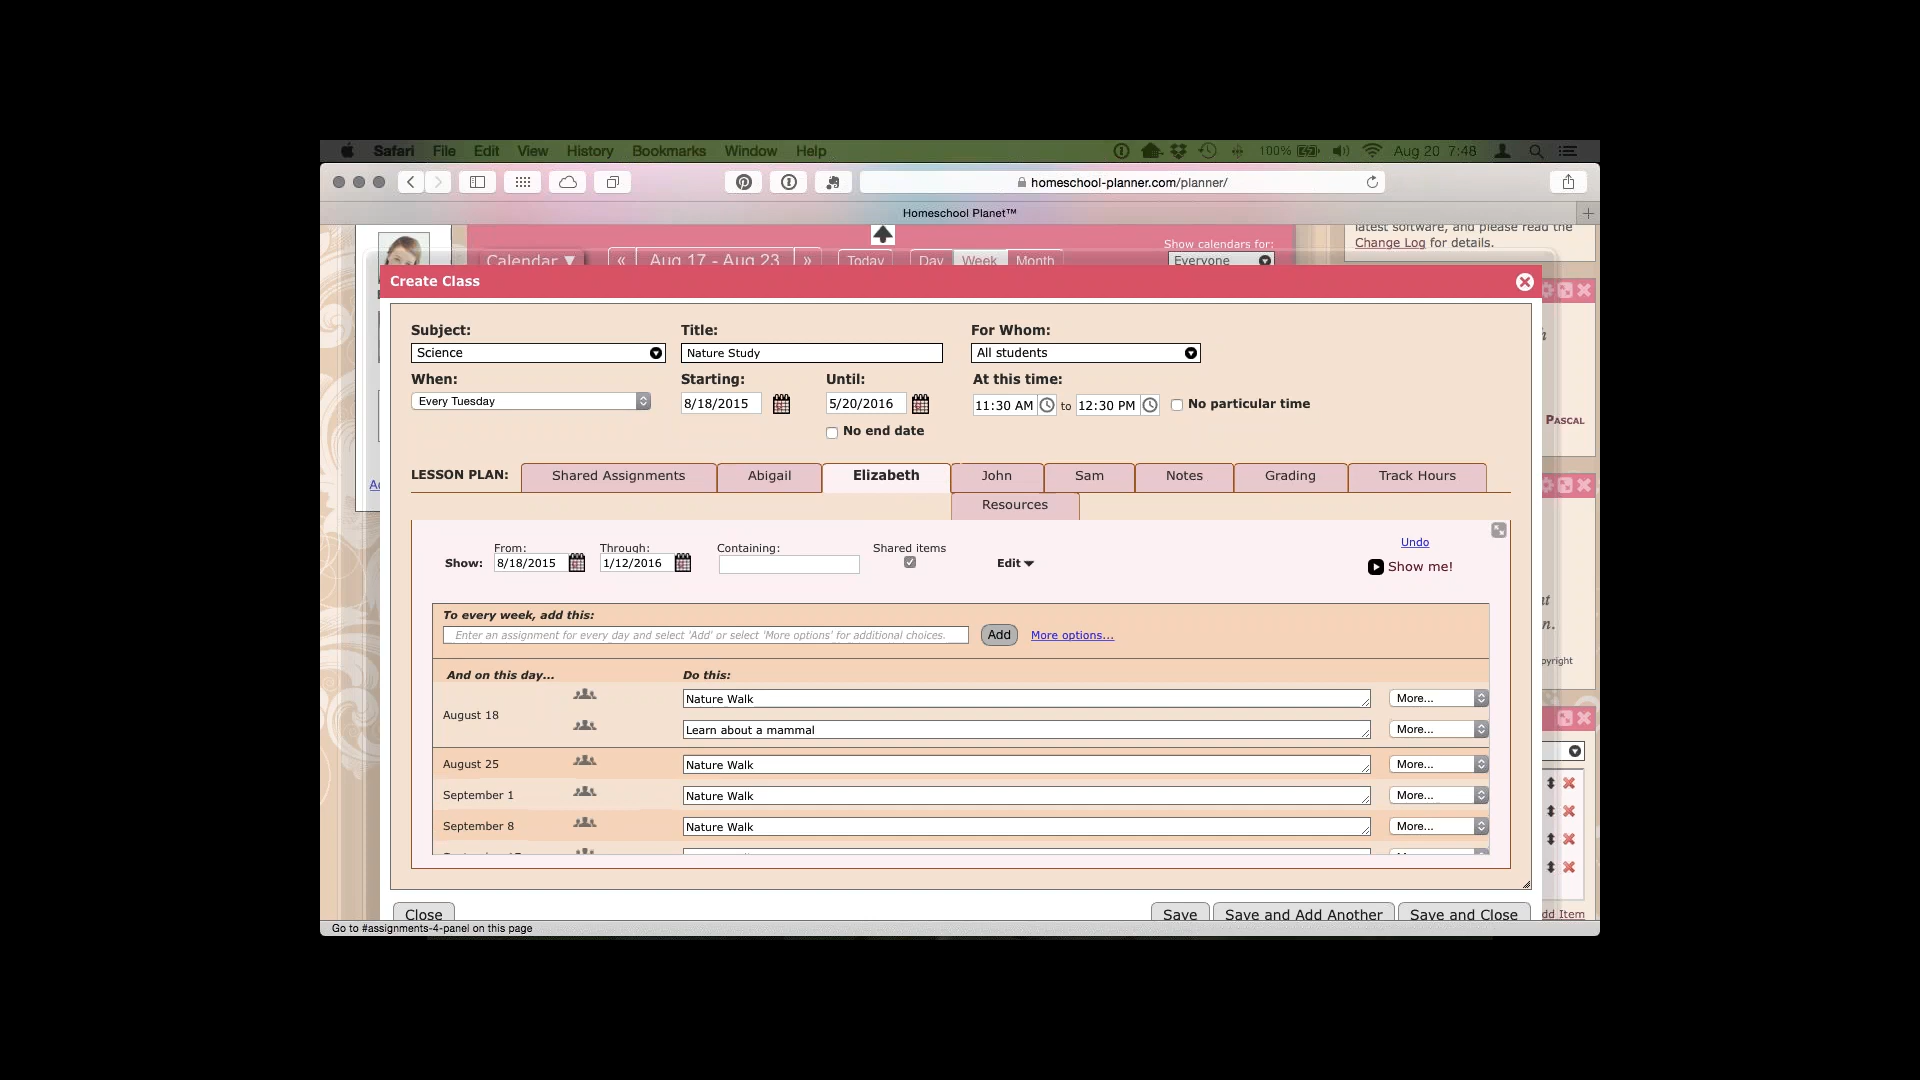 Safari File Edit View History Bookmarks Window Help 100% Aug 20 7:48
homeschool-planner.com/planner/
Homeschool Planet™
latest software, and please read the
Change Log for details.
Show calendars for:
Calendar ▼ « Aug 17 - Aug 23 » Today Day Week Month Everyone
Create Class
Subject: Title: For Whom:
Science Nature Study All students
When: Starting: Until: At this time:
Every Tuesday 8/18/2015 5/20/2016 11:30 AM to 12:30 PM No particular time
No end date
PASCAL
LESSON PLAN: Shared Assignments Abigail Elizabeth John Sam Notes Grading Track Hours
Resources
Undo
From: Through: Containing: Shared items
Show: 8/18/2015 1/12/2016 Edit
Show me!
To every week, add this:
Enter an assignment for every day and select 'Add' or select 'More options' for additional choices. Add More options...
And on this day... Do this:
August 18 Nature Walk More...
Learn about a mammal More...
August 25 Nature Walk More...
September 1 Nature Walk More...
September 8 Nature Walk More...
Close Save Save and Add Another Save and Close
Item
Go to #assignments-4-panel on this page